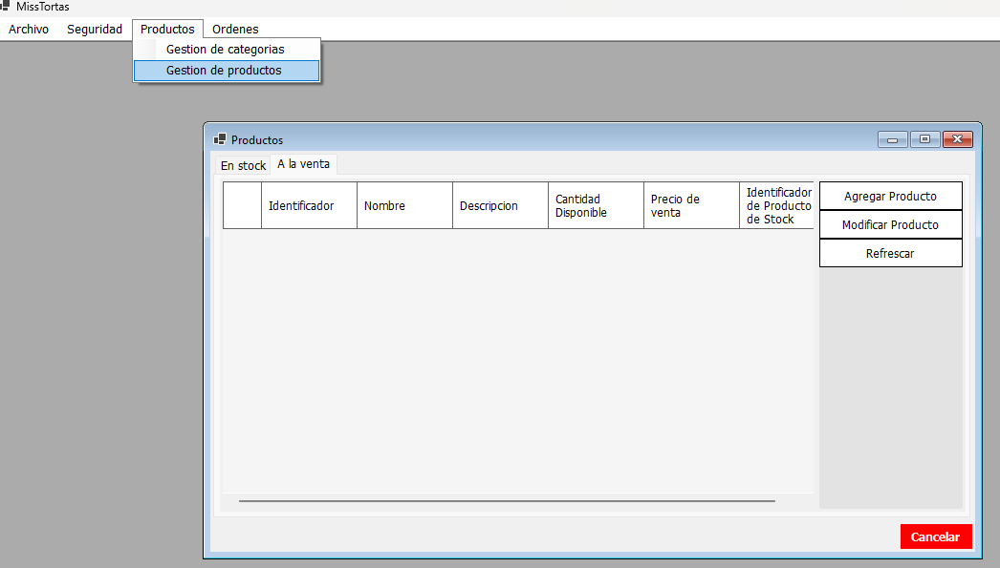 MissTortas
Archivo Seguridad Productos Ordenes
Gestion de categorias
Gestion de productos
Productos
En stock A la venta
Identificador
Nombre
Descripcion
Cantidad
Disponible
Precio de
venta
Identificador
de Producto
de Stock
Agregar Producto
Modificar Producto
Refrescar
Cancelar